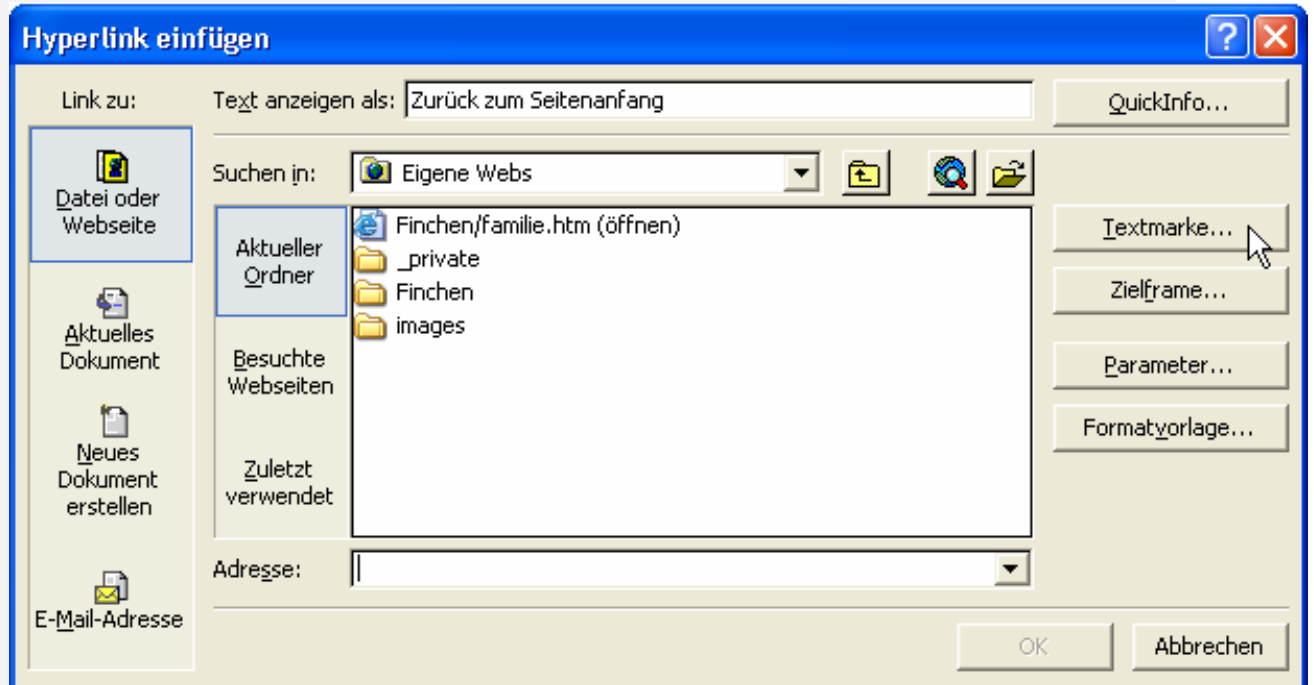 Hyperlink einfügen
Link zu:
Text anzeigen als: Zurück zum Seitenanfang
QuickInfo...
Datei oder
Webseite
Aktuelles
Dokument
Neues
Dokument
erstellen
E-Mail-Adresse
Suchen in: Eigene Webs
Aktueller
Ordner
Besuchte
Webseiten
Zuletzt
verwendet
Finchen/familie.htm (öffnen)
_private
Finchen
images
Textmarke...
Zielframe...
Parameter...
Formatvorlage...
Adresse:
OK
Abbrechen